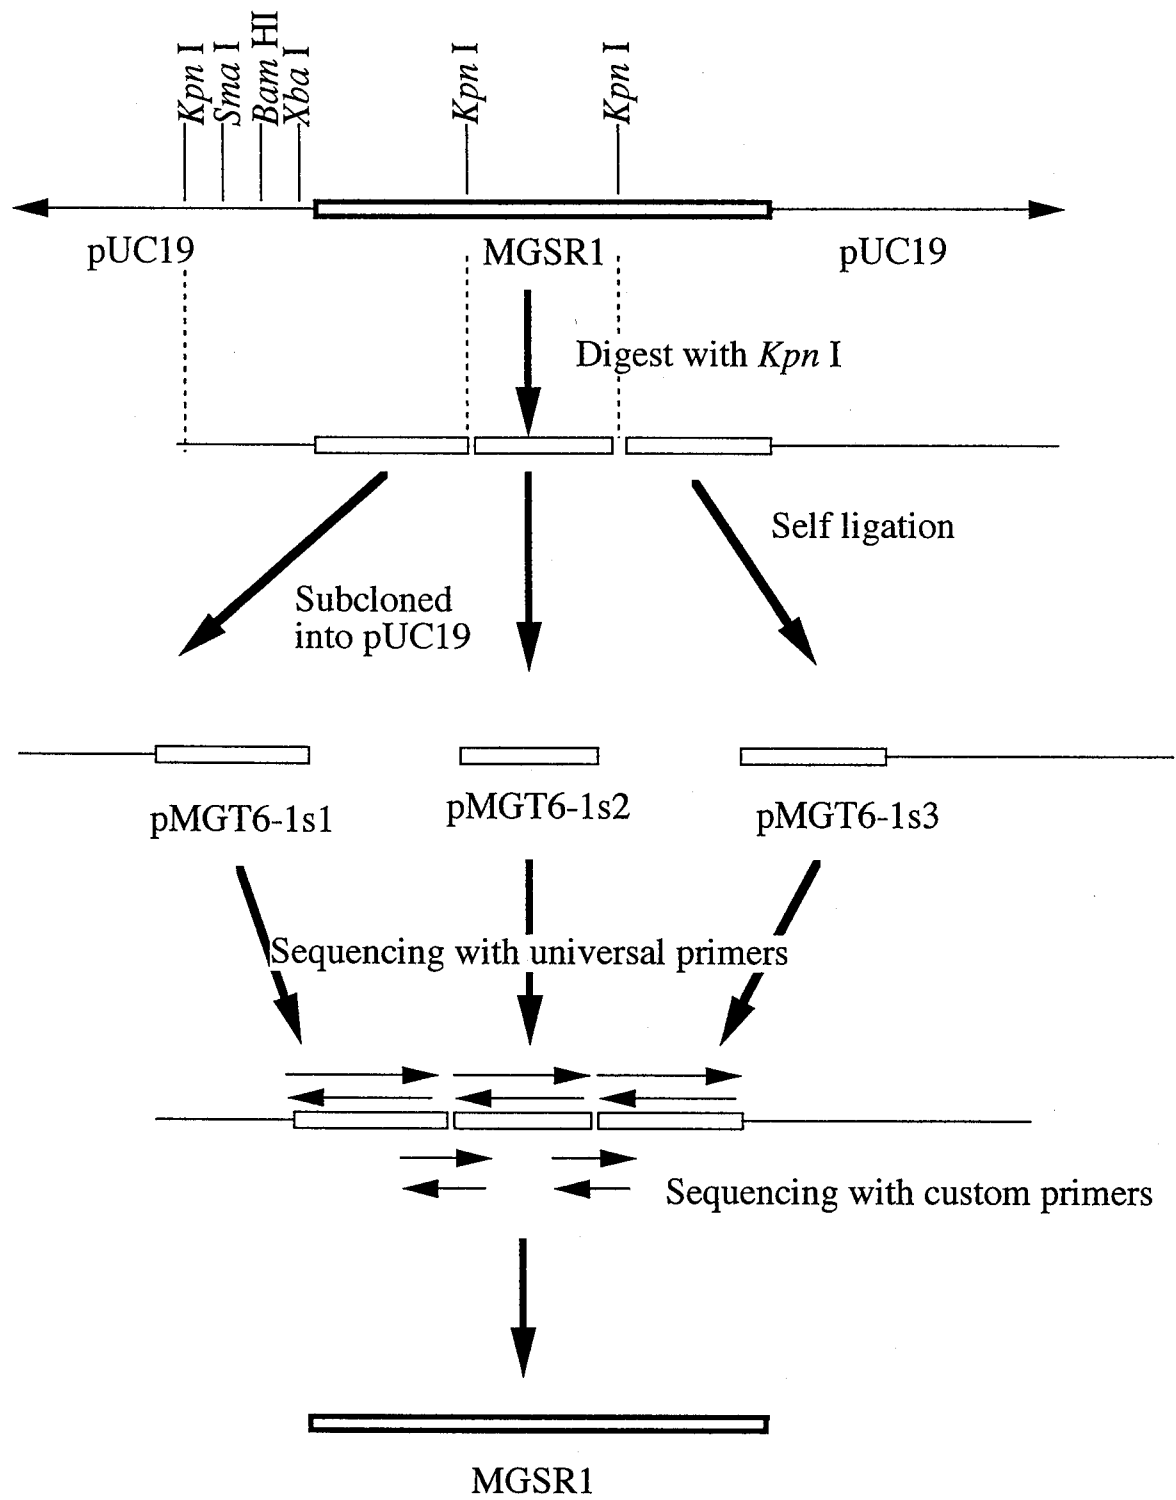 Kpn I
Sma I
Bam HI
Xba I
Kpn I
Kpn I
pUC19
MGSR1
pUC19
Digest with Kpn I
Self ligation
Subcloned
into pUC19
pMGT6-1s1
pMGT6-1s2
pMGT6-1s3
Sequencing with universal primers
Sequencing with custom primers
MGSR1